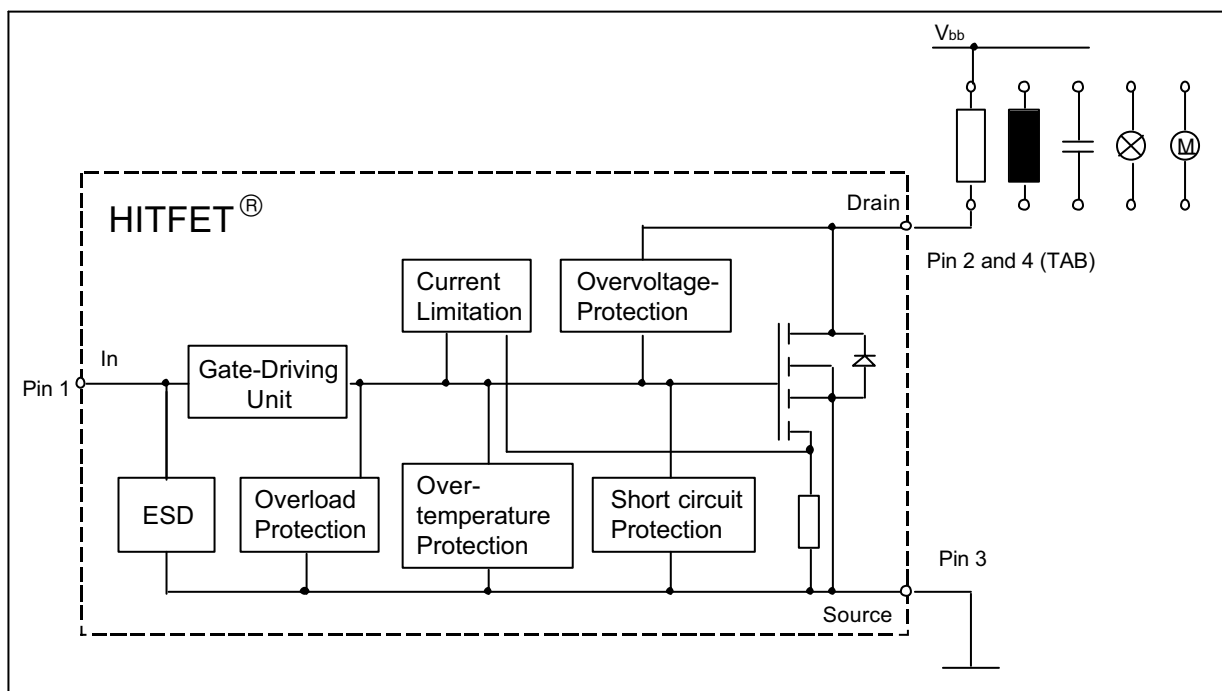 Vbb
M
HITFET ®
Drain
Pin 2 and 4 (TAB)
Current
Limitation
Overvoltage-
Protection
In
Pin 1
Gate-Driving
Unit
ESD
Overload
Protection
Over-
temperature
Protection
Short circuit
Protection
Pin 3
Source